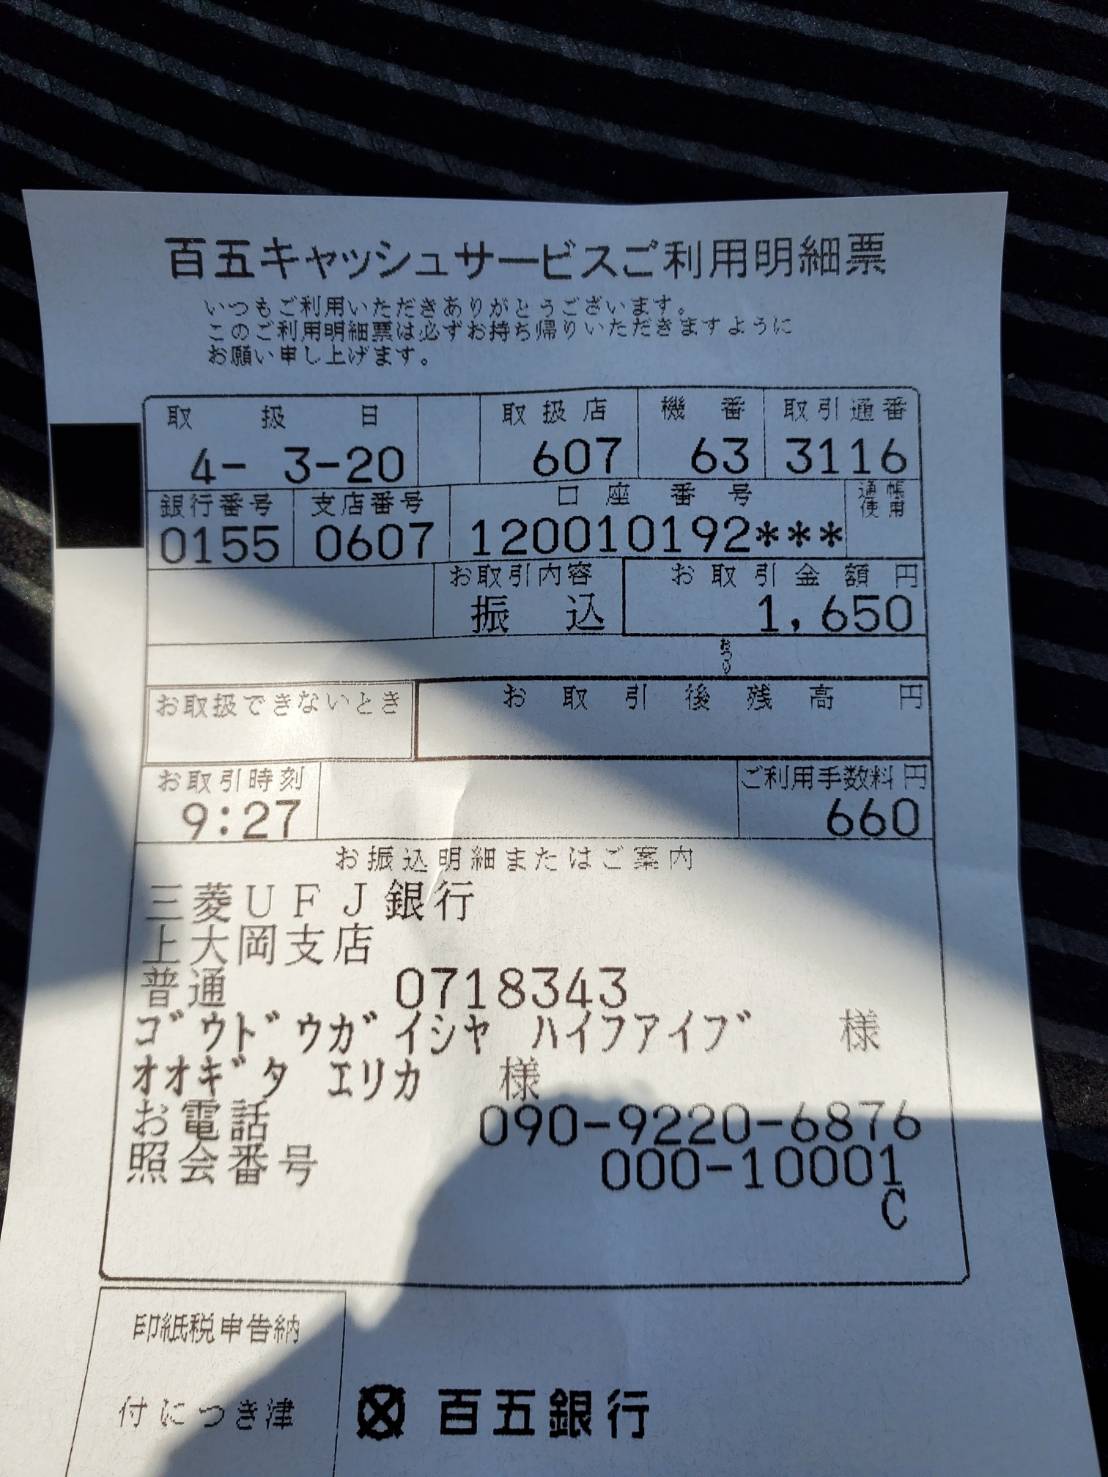 百五キャッシュサービスご利用明細票
いつもご利用いただきありがとうございます。
このご利用明細票は必ずお持ち帰りいただきますように
お願い申し上げます。
取扱日 取扱店 機番 取引通番
4- 3-20 607 63 3116
銀行番号 支店番号 口座番号 通帳使用
0155 0607 120010192***
お取引内容 お取引金額円
振込 1,650
おつり
お取扱できないとき お取引後残高 円
お取引時刻 ご利用手数料円
9:27 660
お振込明細またはご案内
三菱UFJ銀行
上大岡支店
普通 0718343
ゴウドウガイシヤ ハイフアイブ 様
オオギタ エリカ 様
お電話 090-9220-6876
照会番号 000-10001
C
印紙税申告納
付につき津
百五銀行